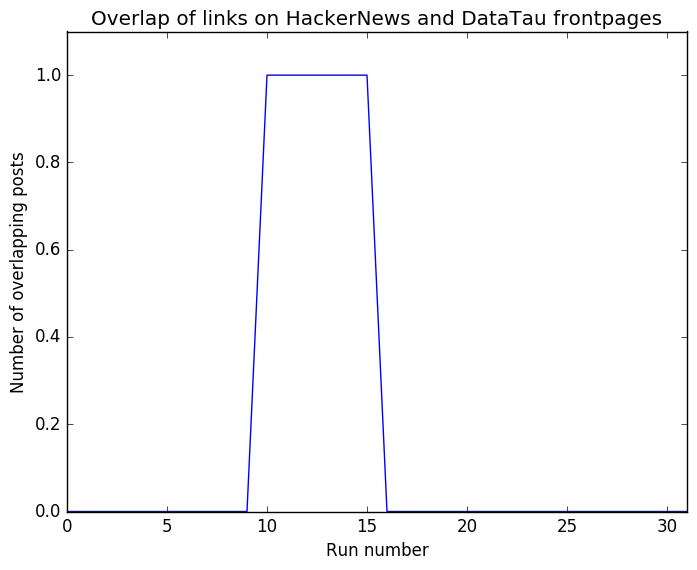 Overlap of links on HackerNews and DataTau frontpages
1.0
0.8
0.6
0.4
0.2
0.0
Number of overlapping posts
0 5 10 15 20 25 30
Run number